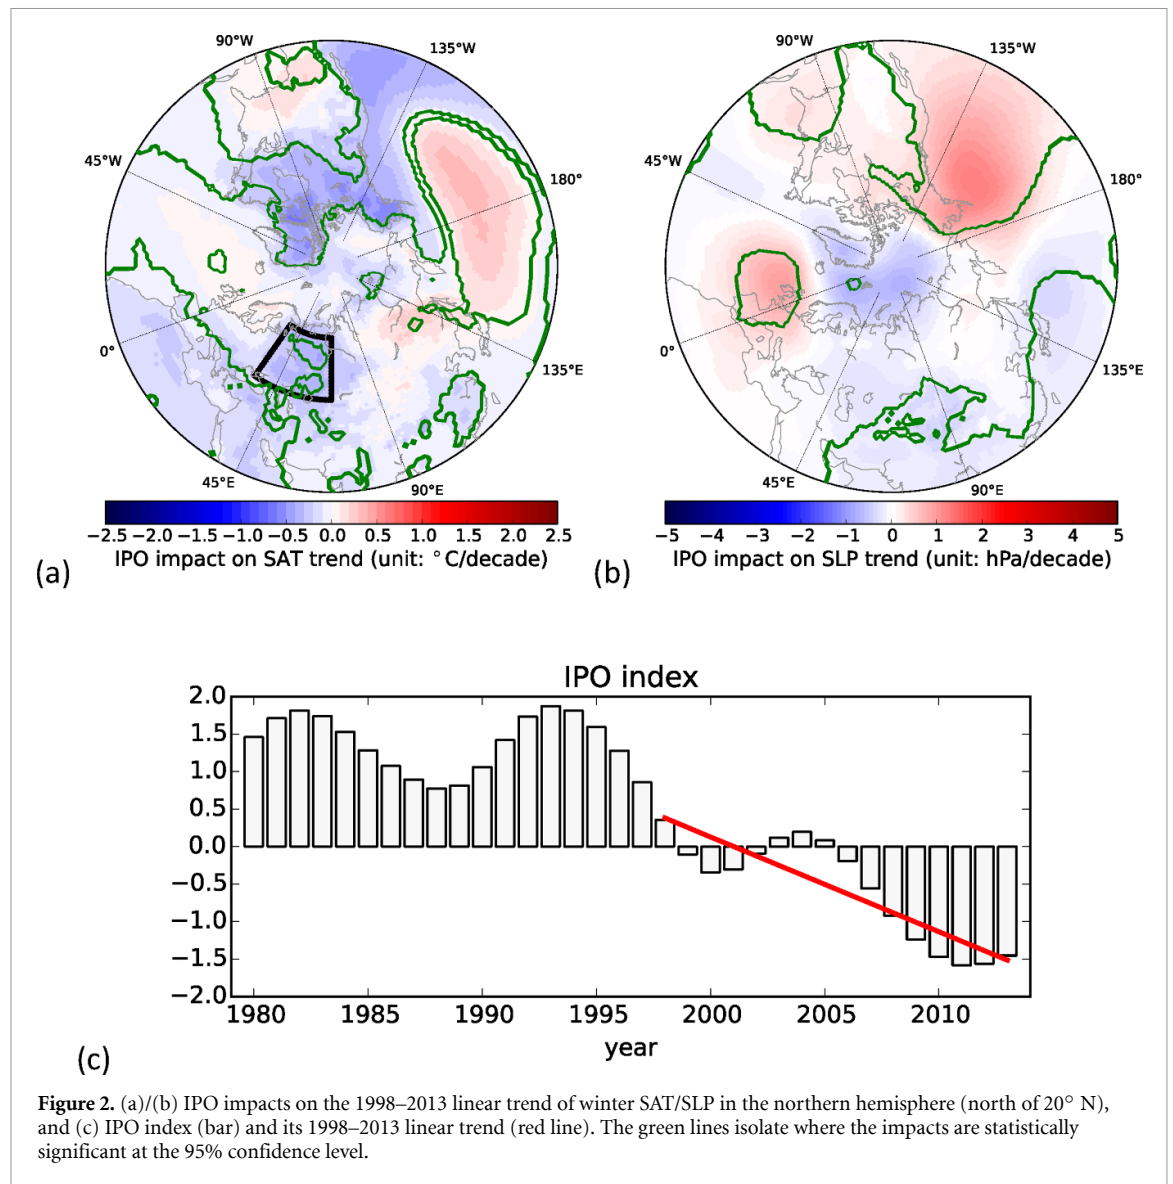 (a)
90°W
135°W
45°W
180°
0°
135°E
45°E
90°E
−2.5 −2.0 −1.5 −1.0 −0.5 0.0 0.5 1.0 1.5 2.0 2.5
IPO impact on SAT trend (unit: °C/decade)
(a)
(b)
90°W
135°W
45°W
180°
0°
135°E
45°E
90°E
−5 −4 −3 −2 −1 0 1 2 3 4 5
IPO impact on SLP trend (unit: hPa/decade)
(b)
IPO index
2.0
1.5
1.0
0.5
0.0
−0.5
−1.0
−1.5
−2.0
1980 1985 1990 1995 2000 2005 2010
year
(c)
Figure 2. (a)/(b) IPO impacts on the 1998–2013 linear trend of winter SAT/SLP in the northern hemisphere (north of 20° N),
and (c) IPO index (bar) and its 1998–2013 linear trend (red line). The green lines isolate where the impacts are statistically
significant at the 95% confidence level.